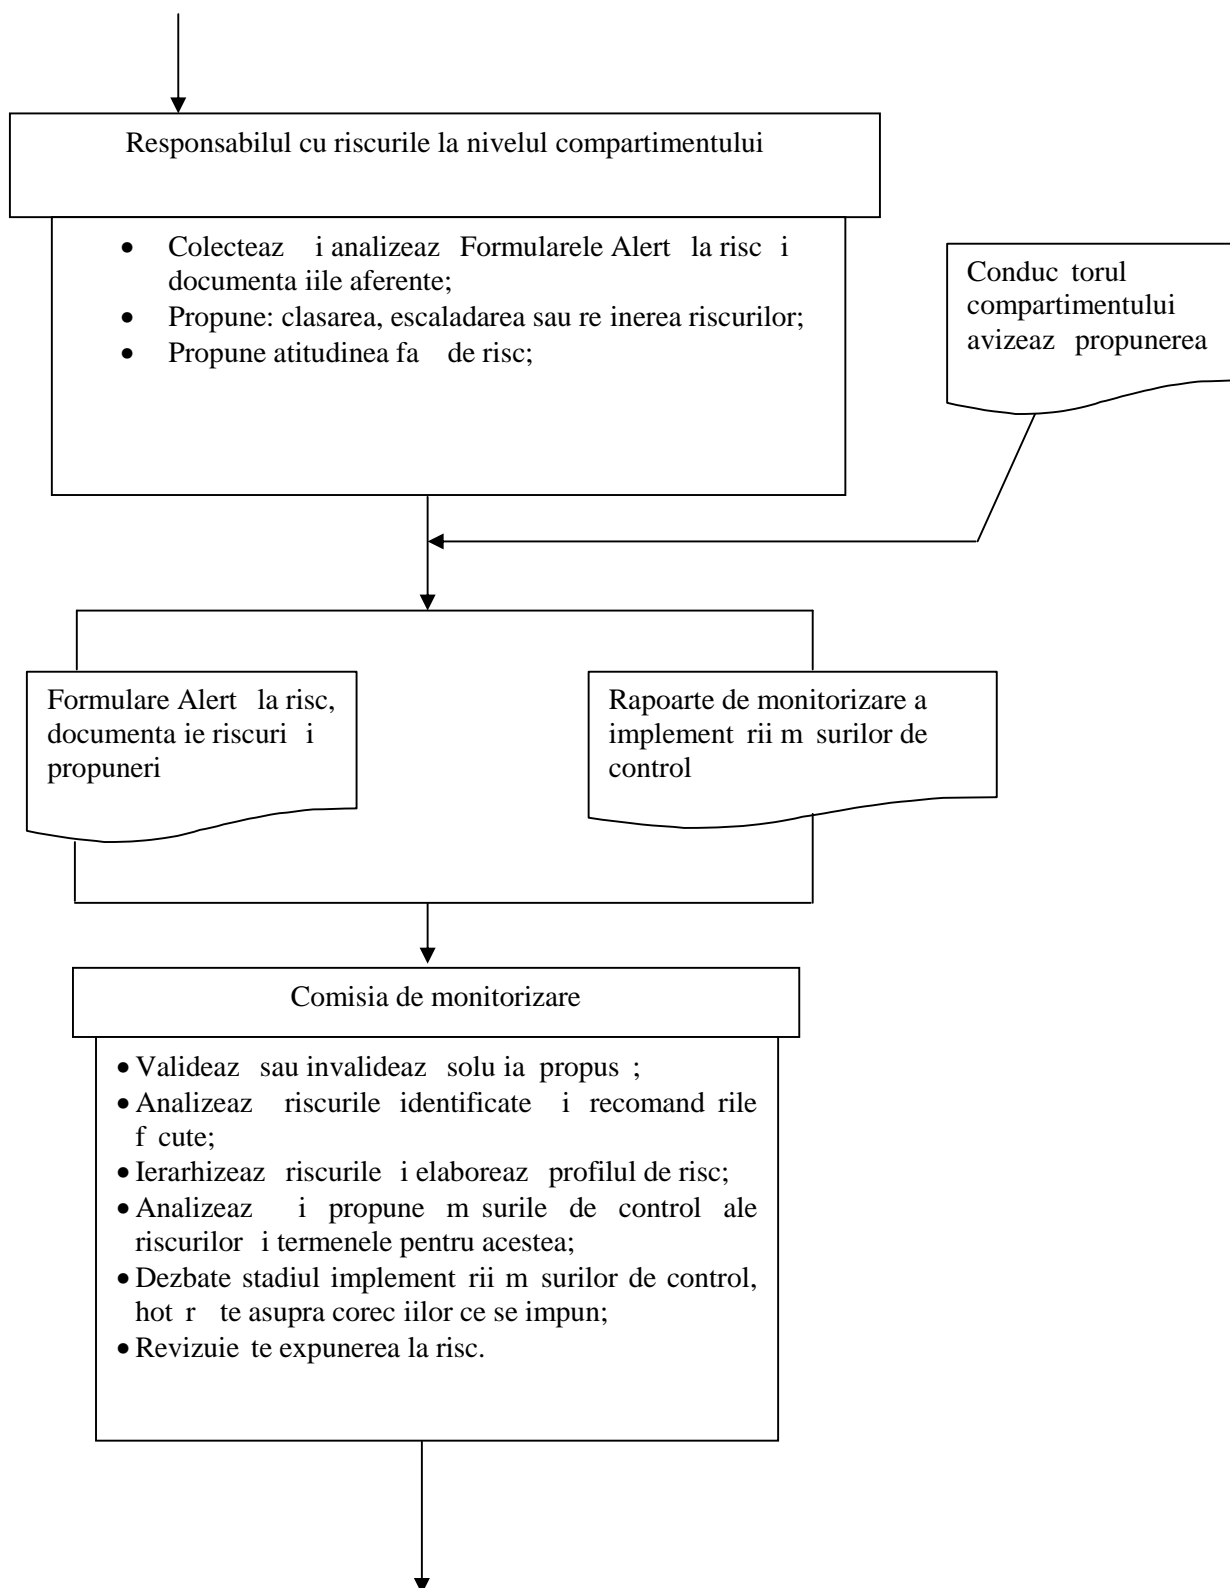 Responsabilul cu riscurile la nivelul compartimentului
• Colecteaz i analizeaz Formularele Alert la risc i
documenta iile aferente;
• Propune: clasarea, escaladarea sau re inerea riscurilor;
• Propune atitudinea fa de risc;
Conduc torul
compartimentului
avizeaz propunerea
Formulare Alert la risc,
documenta ie riscuri i
propuneri
Rapoarte de monitorizare a
implement rii m surilor de
control
Comisia de monitorizare
• Valideaz sau invalideaz solu ia propus ;
• Analizeaz riscurile identificate i recomand rile
f cute;
• Ierarhizeaz riscurile i elaboreaz profilul de risc;
• Analizeaz i propune m surile de control ale
riscurilor i termenele pentru acestea;
• Dezbate stadiul implement rii m surilor de control,
hot r te asupra corec iilor ce se impun;
• Revizuie te expunerea la risc.